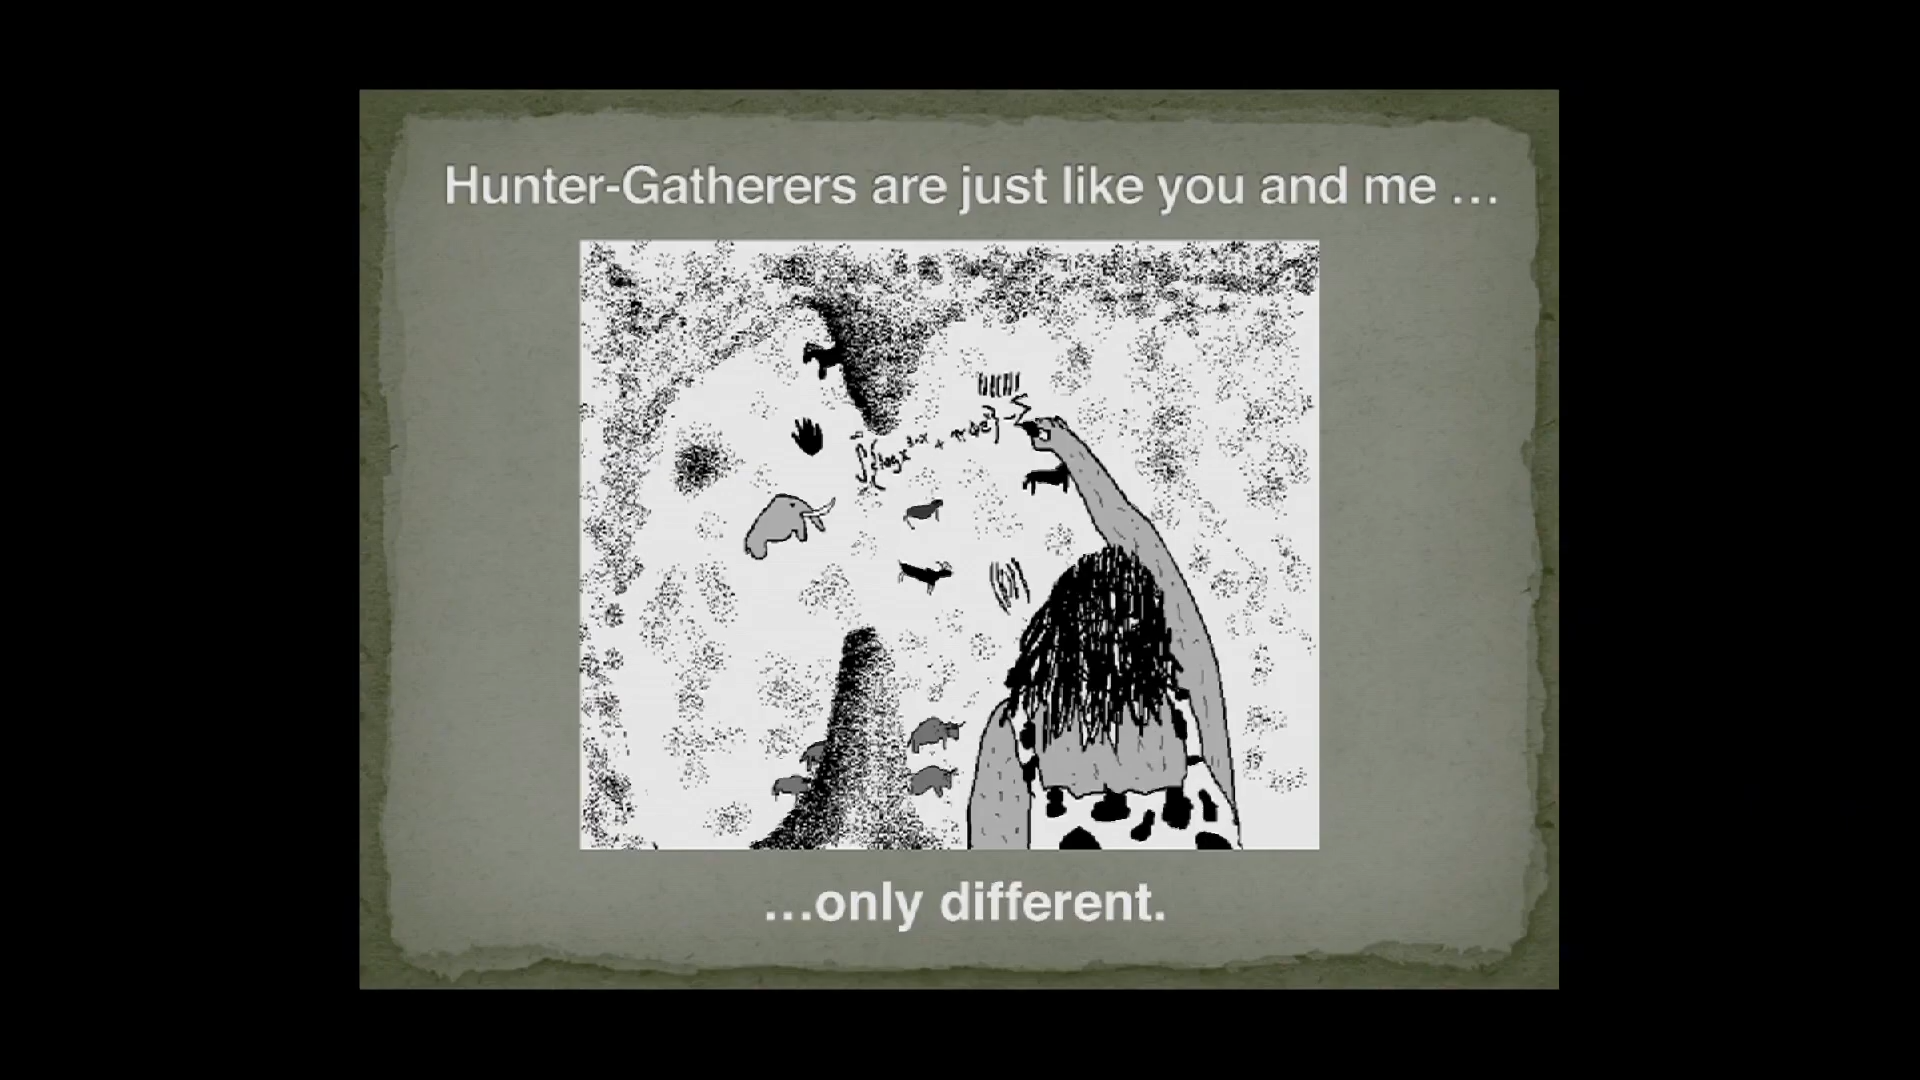 Hunter-Gatherers are just like you and me …
…only different.